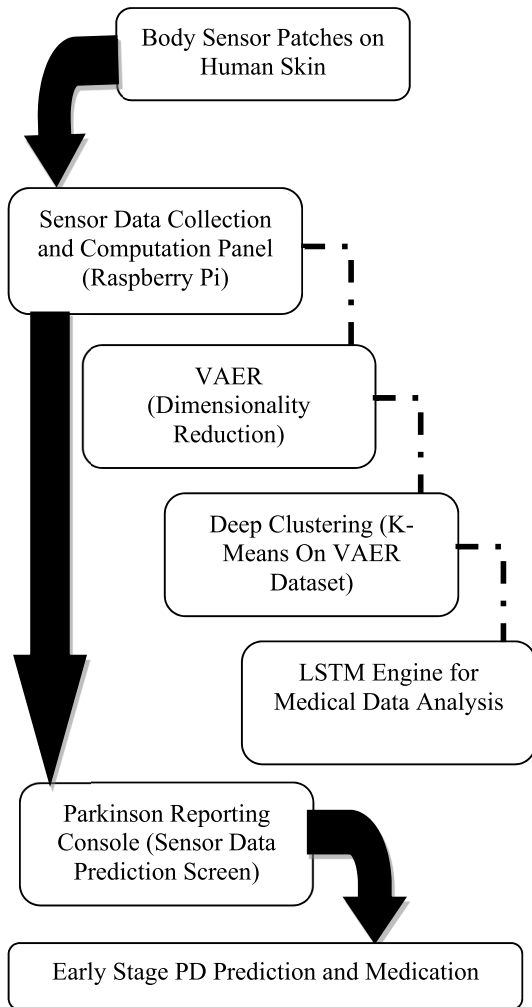 Body Sensor Patches on
Human Skin
Sensor Data Collection
and Computation Panel
(Raspberry Pi)
VAER
(Dimensionality
Reduction)
Deep Clustering (K-
Means On VAER
Dataset)
LSTM Engine for
Medical Data Analysis
Parkinson Reporting
Console (Sensor Data
Prediction Screen)
Early Stage PD Prediction and Medication